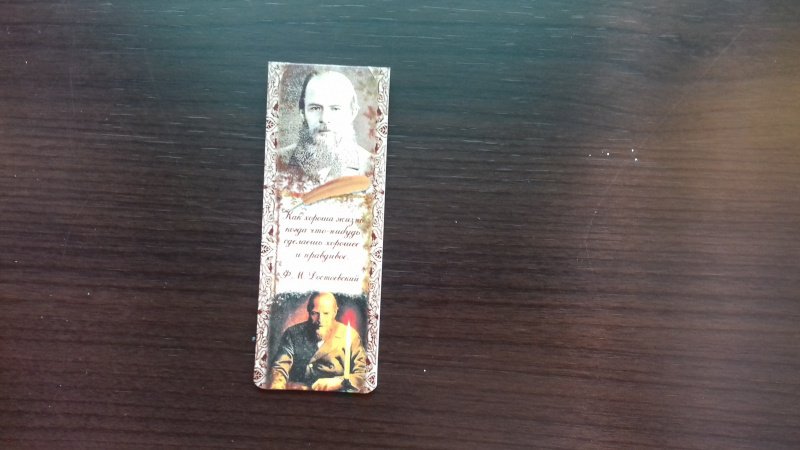 Как хороша жизнь
когда что-нибудь
сделаешь хорошее
и правдивое.
Ф. М. Достоевский